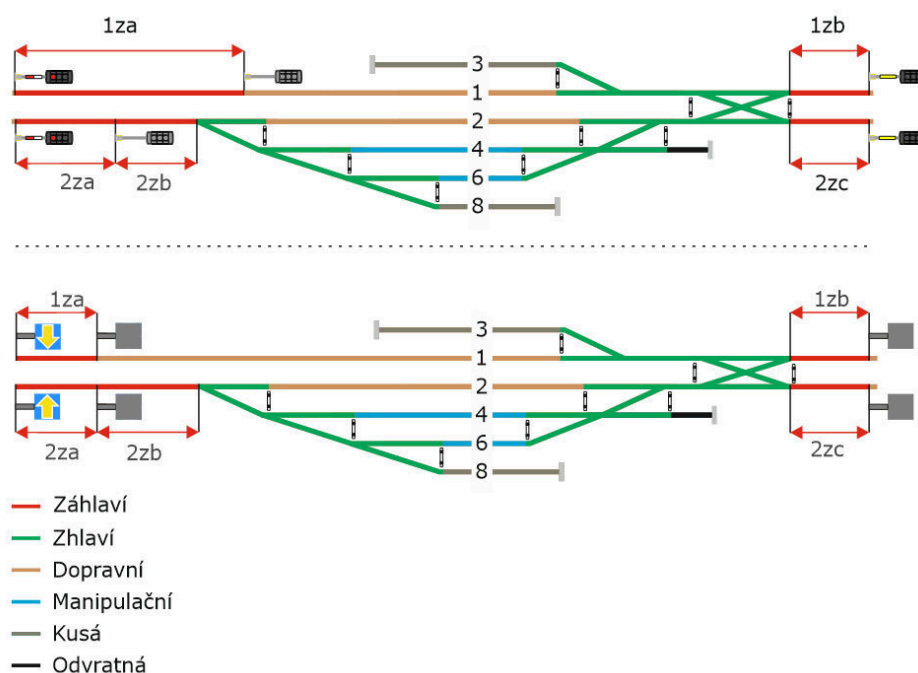 1za 1zb
3
1
2
4
2za 2zb 6 2zc
8
1za 1zb
3
1
2
4
2za 2zb 6 2zc
8
Záhlaví
Zhlaví
Dopravní
Manipulační
Kusá
Odvratná